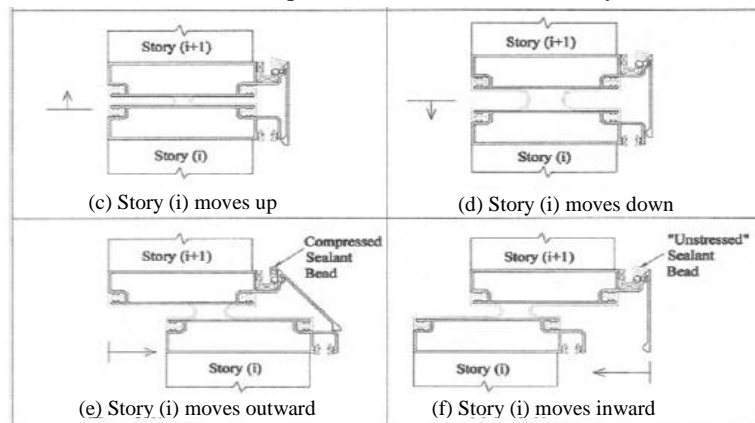 Story (i+1)
Story (i)
(c) Story (i) moves up
Story (i+1)
Story (i)
(d) Story (i) moves down
Compressed
Sealant
Bead
Story (i+1)
Story (i)
(e) Story (i) moves outward
"Unstressed"
Sealant
Bead
Story (i+1)
Story (i)
(f) Story (i) moves inward